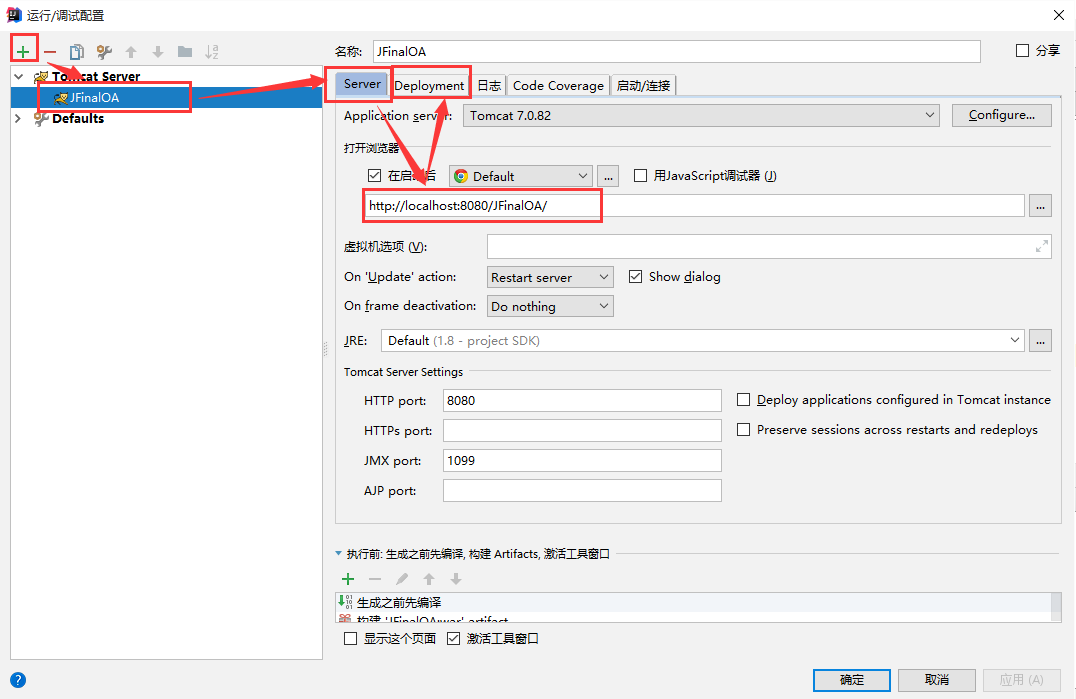 运行/调试配置
名称: JFinalOA
分享
Tomcat Server
JFinalOA
Defaults
Server Deployment 日志 Code Coverage 启动/连接
Application server: Tomcat 7.0.82 Configure...
打开浏览器
在启动后 Default ... 用JavaScript调试器 (J)
http://localhost:8080/JFinalOA/ ...
虚拟机选项 (V):
On 'Update' action: Restart server Show dialog
On frame deactivation: Do nothing
JRE: Default (1.8 - project SDK) ...
Tomcat Server Settings
HTTP port: 8080 Deploy applications configured in Tomcat instance
HTTPs port: Preserve sessions across restarts and redeploys
JMX port: 1099
AJP port:
执行前: 生成之前先编译, 构建 Artifacts, 激活工具窗口
生成之前先编译
构建 'JFinalOA:war' artifact
显示这个页面 激活工具窗口
? 确定 取消 应用 (A)